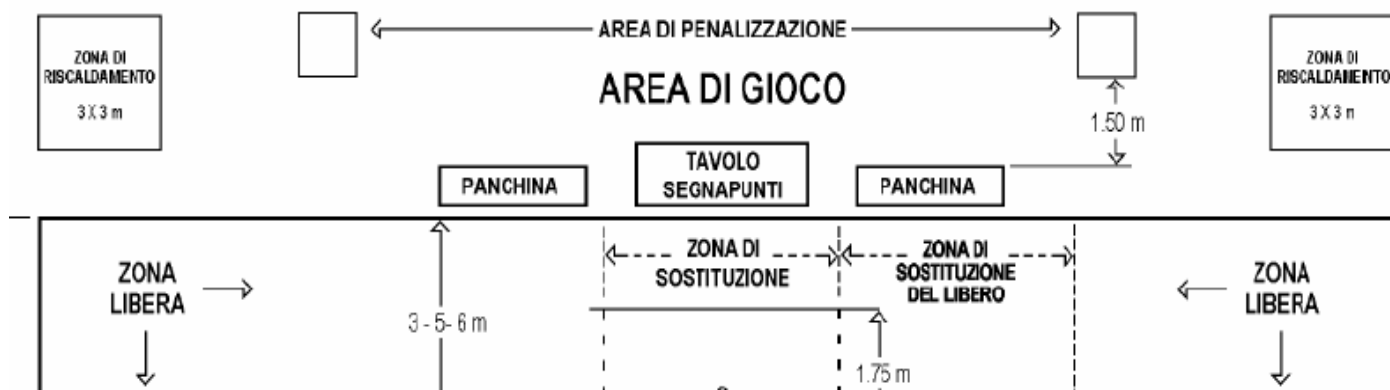 ZONA DI
RISCALDAMENTO
3 X 3 m
AREA DI PENALIZZAZIONE
ZONA DI
RISCALDAMENTO
3 X 3 m
AREA DI GIOCO
1.50 m
PANCHINA
TAVOLO
SEGNAPUNTI
PANCHINA
ZONA
LIBERA
ZONA DI
SOSTITUZIONE
ZONA DI
SOSTITUZIONE
DEL LIBERO
ZONA
LIBERA
3 - 5- 6 m
1.75 m